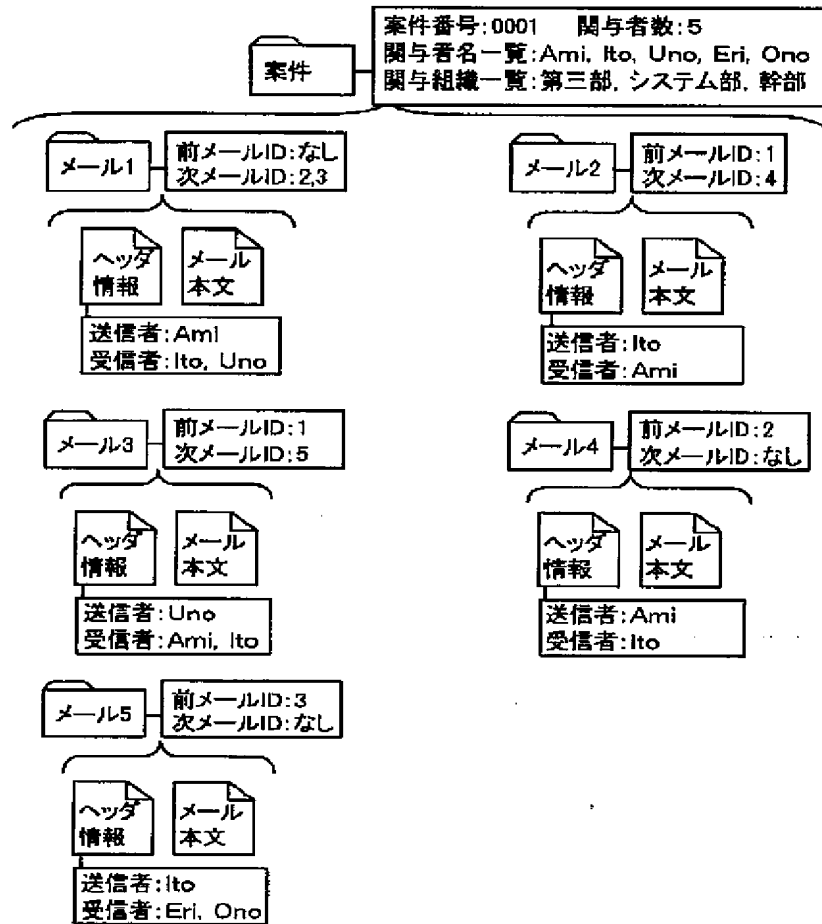 案件
案件番号:0001 関与者数:5
関与者名一覧:Ami, Ito, Uno, Eri, Ono
関与組織一覧:第三部, システム部, 幹部
メール1
前メールID:なし
次メールID:2,3
ヘッダ
情報
メール
本文
送信者:Ami
受信者:Ito, Uno
メール2
前メールID:1
次メールID:4
ヘッダ
情報
メール
本文
送信者:Ito
受信者:Ami
メール3
前メールID:1
次メールID:5
ヘッダ
情報
メール
本文
送信者:Uno
受信者:Ami, Ito
メール4
前メールID:2
次メールID:なし
ヘッダ
情報
メール
本文
送信者:Ami
受信者:Ito
メール5
前メールID:3
次メールID:なし
ヘッダ
情報
メール
本文
送信者:Ito
受信者:Eri, Ono